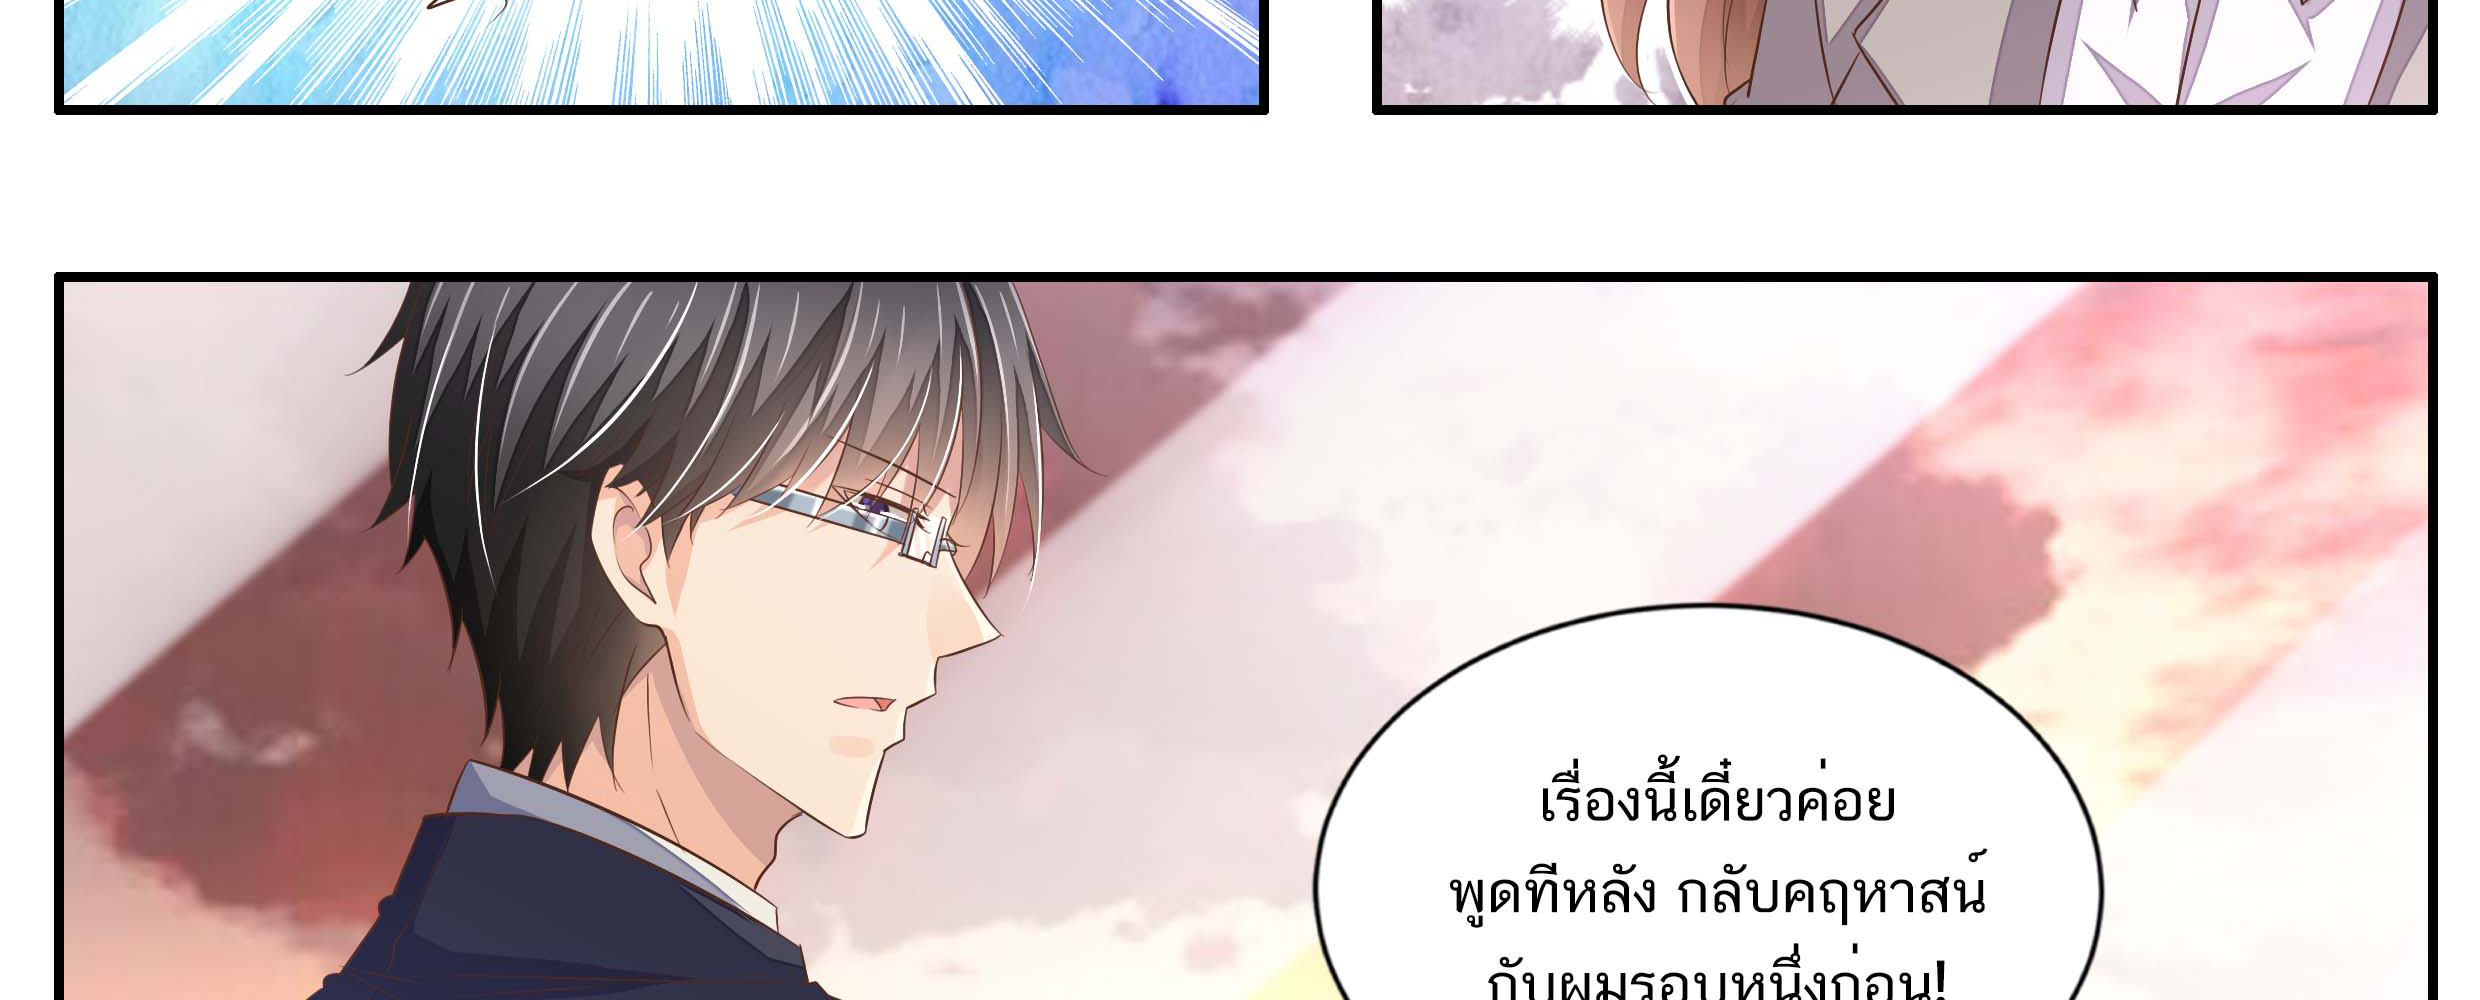 เรื่องนี้เดี๋ยวค่อย
พูดทีหลัง กลับคฤหาสน์
กับผมรอบหนึ่งก่อน!